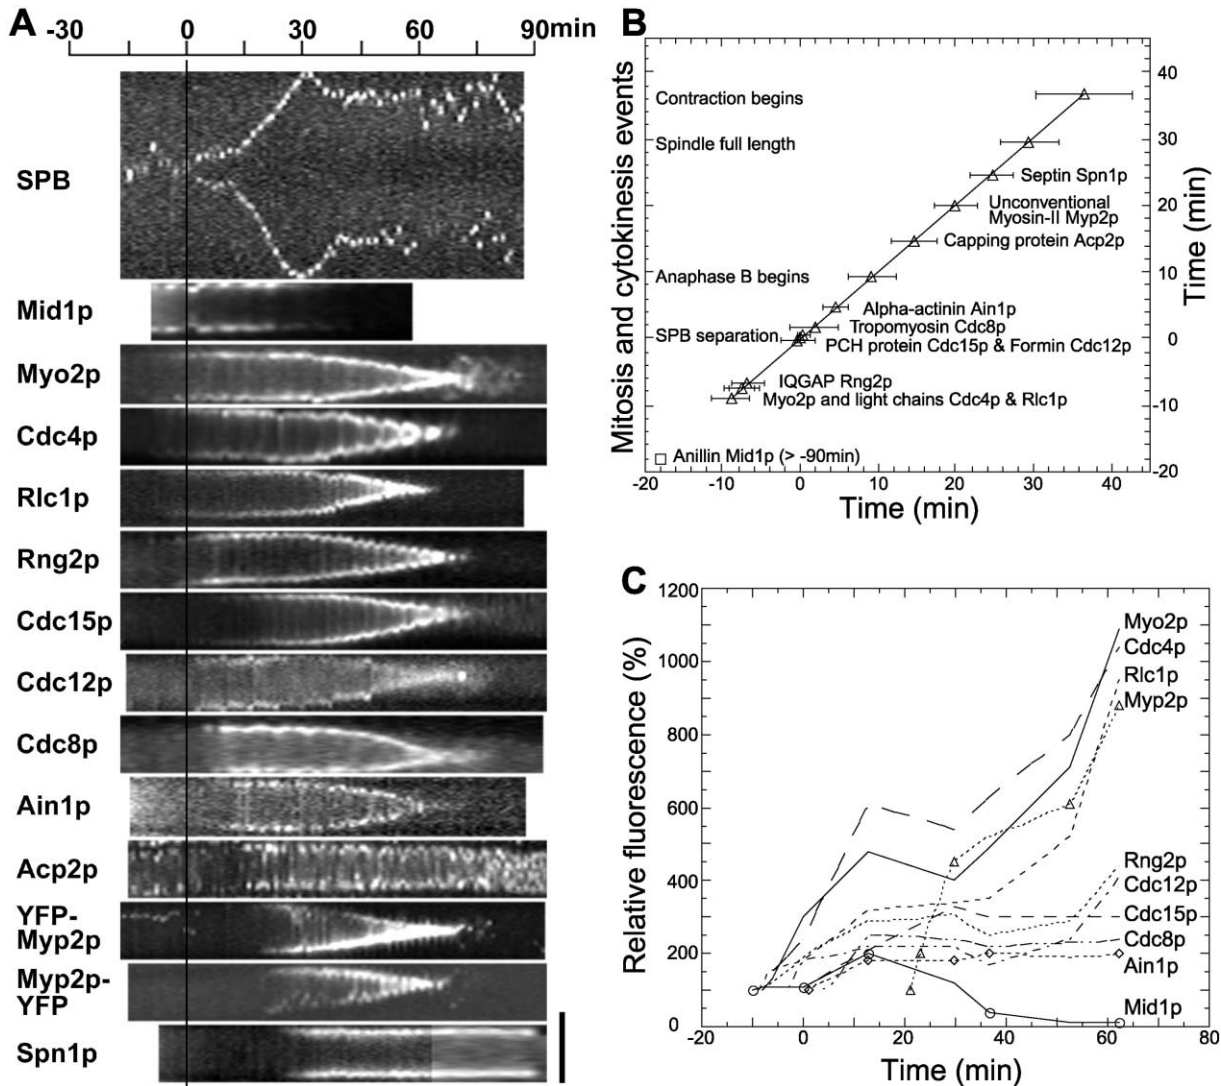 A
-30 0 30 60 90min
SPB
Mid1p
Myo2p
Cdc4p
Rlc1p
Rng2p
Cdc15p
Cdc12p
Cdc8p
Ain1p
Acp2p
YFP-
Myp2p
Myp2p-
YFP
Spn1p
B
Mitosis and cytokinesis events
Contraction begins
Spindle full length
Septin Spn1p
Unconventional
Myosin-II Myp2p
Capping protein Acp2p
Anaphase B begins
Alpha-actinin Ain1p
SPB separation
Tropomyosin Cdc8p
PCH protein Cdc15p & Formin Cdc12p
IQGAP Rng2p
Myo2p and light chains Cdc4p & Rlc1p
Anillin Mid1p (> -90min)
40
30
20
10
0
-10
-20
Time (min)
-20 -10 0 10 20 30 40
Time (min)
C
Relative fluorescence (%)
1200
1000
800
600
400
200
0
Myo2p
Cdc4p
Rlc1p
Myp2p
Rng2p
Cdc12p
Cdc15p
Cdc8p
Ain1p
Mid1p
-20 0 20 40 60 80
Time (min)